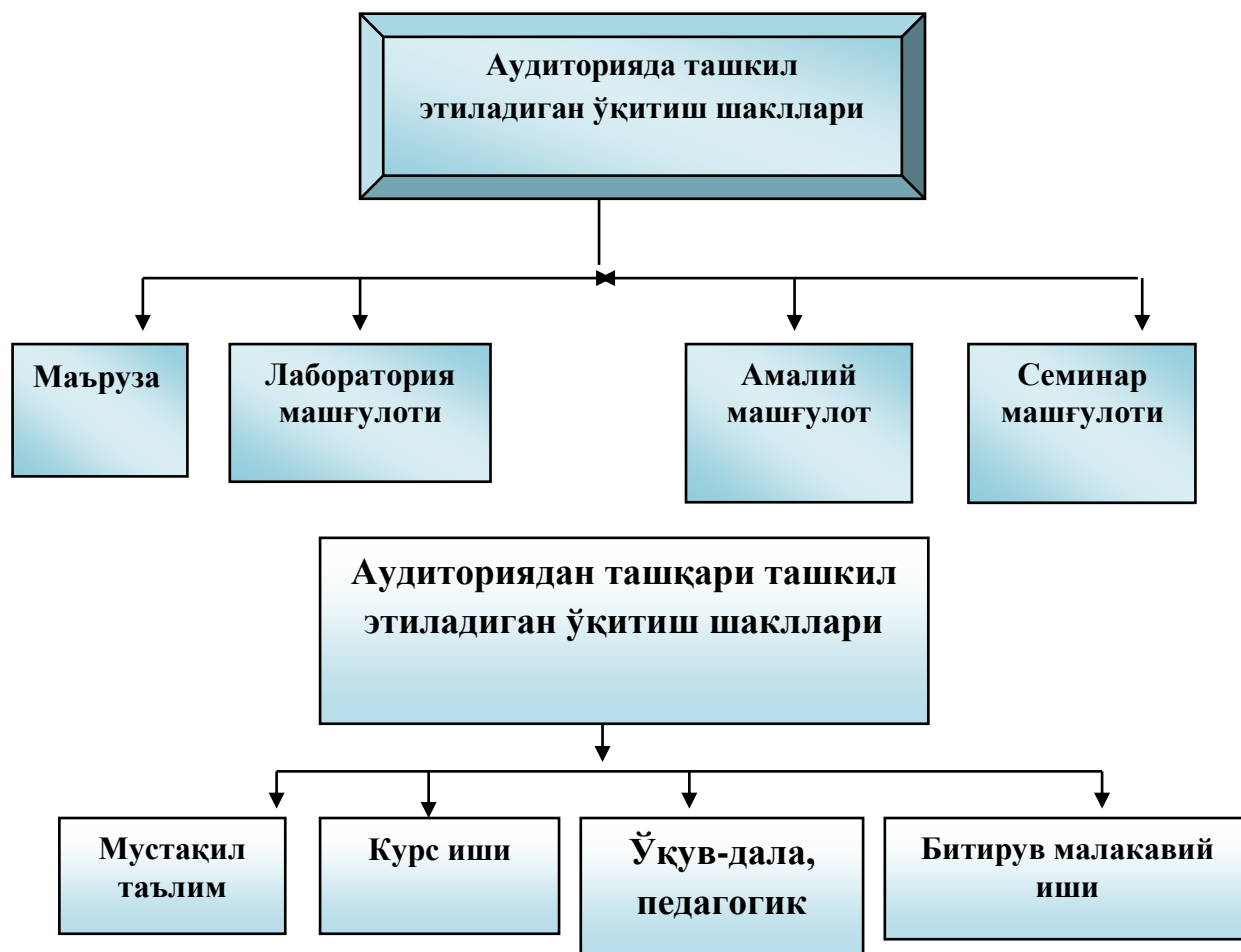 Аудиторияда ташкил
этиладиган ўқитиш шакллари
Маъруза
Лаборатория
машғулоти
Амалий
машғулот
Семинар
машғулоти
Аудиториядан ташқари ташкил
этиладиган ўқитиш шакллари
Мустақил
таълим
Курс иши
Ўқув-дала,
педагогик
Битирув малакавий
иши